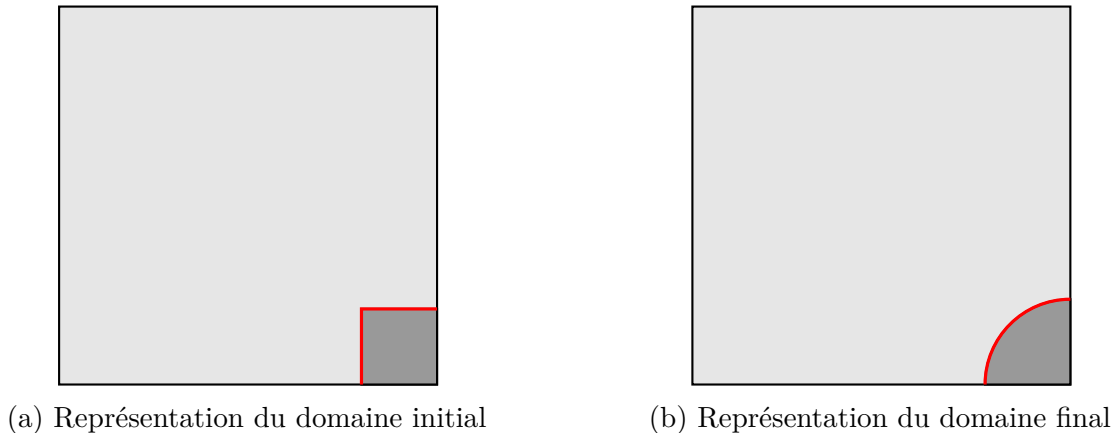 (a) Représentation du domaine initial
(b) Représentation du domaine final